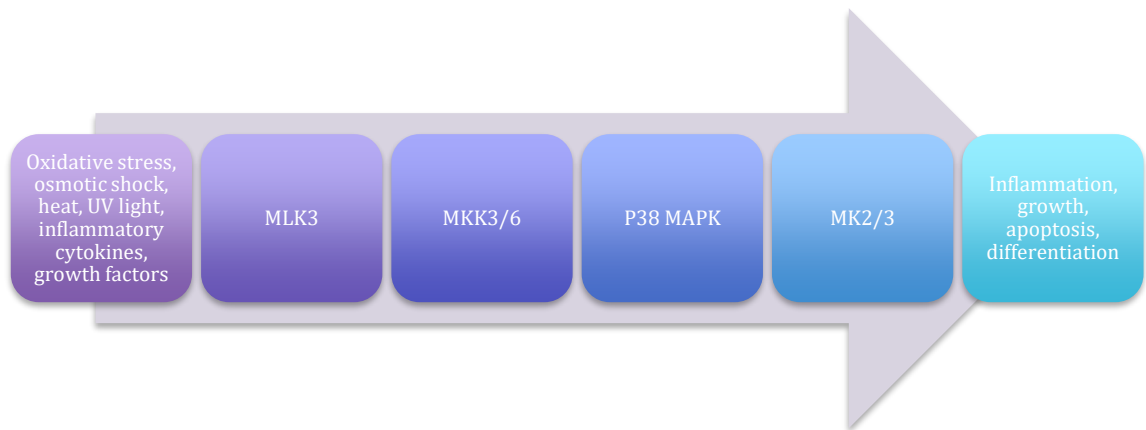 Oxidative stress,
osmotic shock,
heat, UV light,
inflammatory
cytokines,
growth factors
MLK3
MKK3/6
P38 MAPK
MK2/3
Inflammation,
growth,
apoptosis,
differentiation